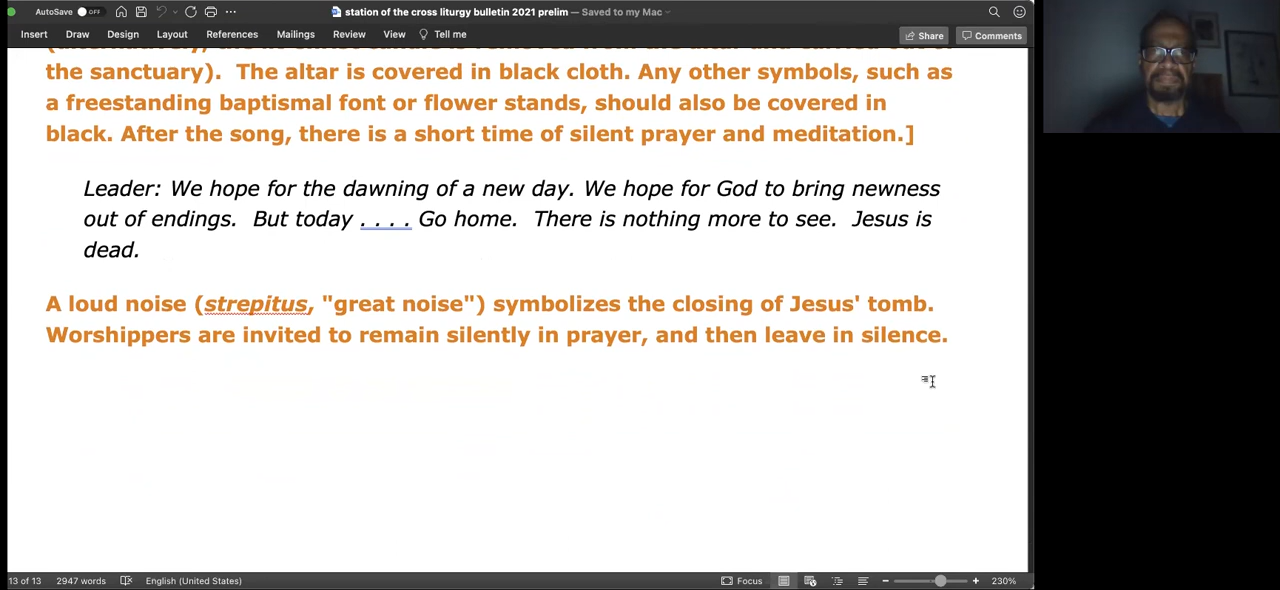 AutoSave OFF station of the cross liturgy bulletin 2021 prelim — Saved to my Mac
Insert Draw Design Layout References Mailings Review View Tell me Share Comments
the sanctuary).  The altar is covered in black cloth. Any other symbols, such as
a freestanding baptismal font or flower stands, should also be covered in
black. After the song, there is a short time of silent prayer and meditation.]
Leader: We hope for the dawning of a new day. We hope for God to bring newness
out of endings.  But today . . . . Go home.  There is nothing more to see.  Jesus is
dead.
A loud noise (strepitus, "great noise") symbolizes the closing of Jesus' tomb.
Worshippers are invited to remain silently in prayer, and then leave in silence.
13 of 13 2947 words English (United States) Focus 230%